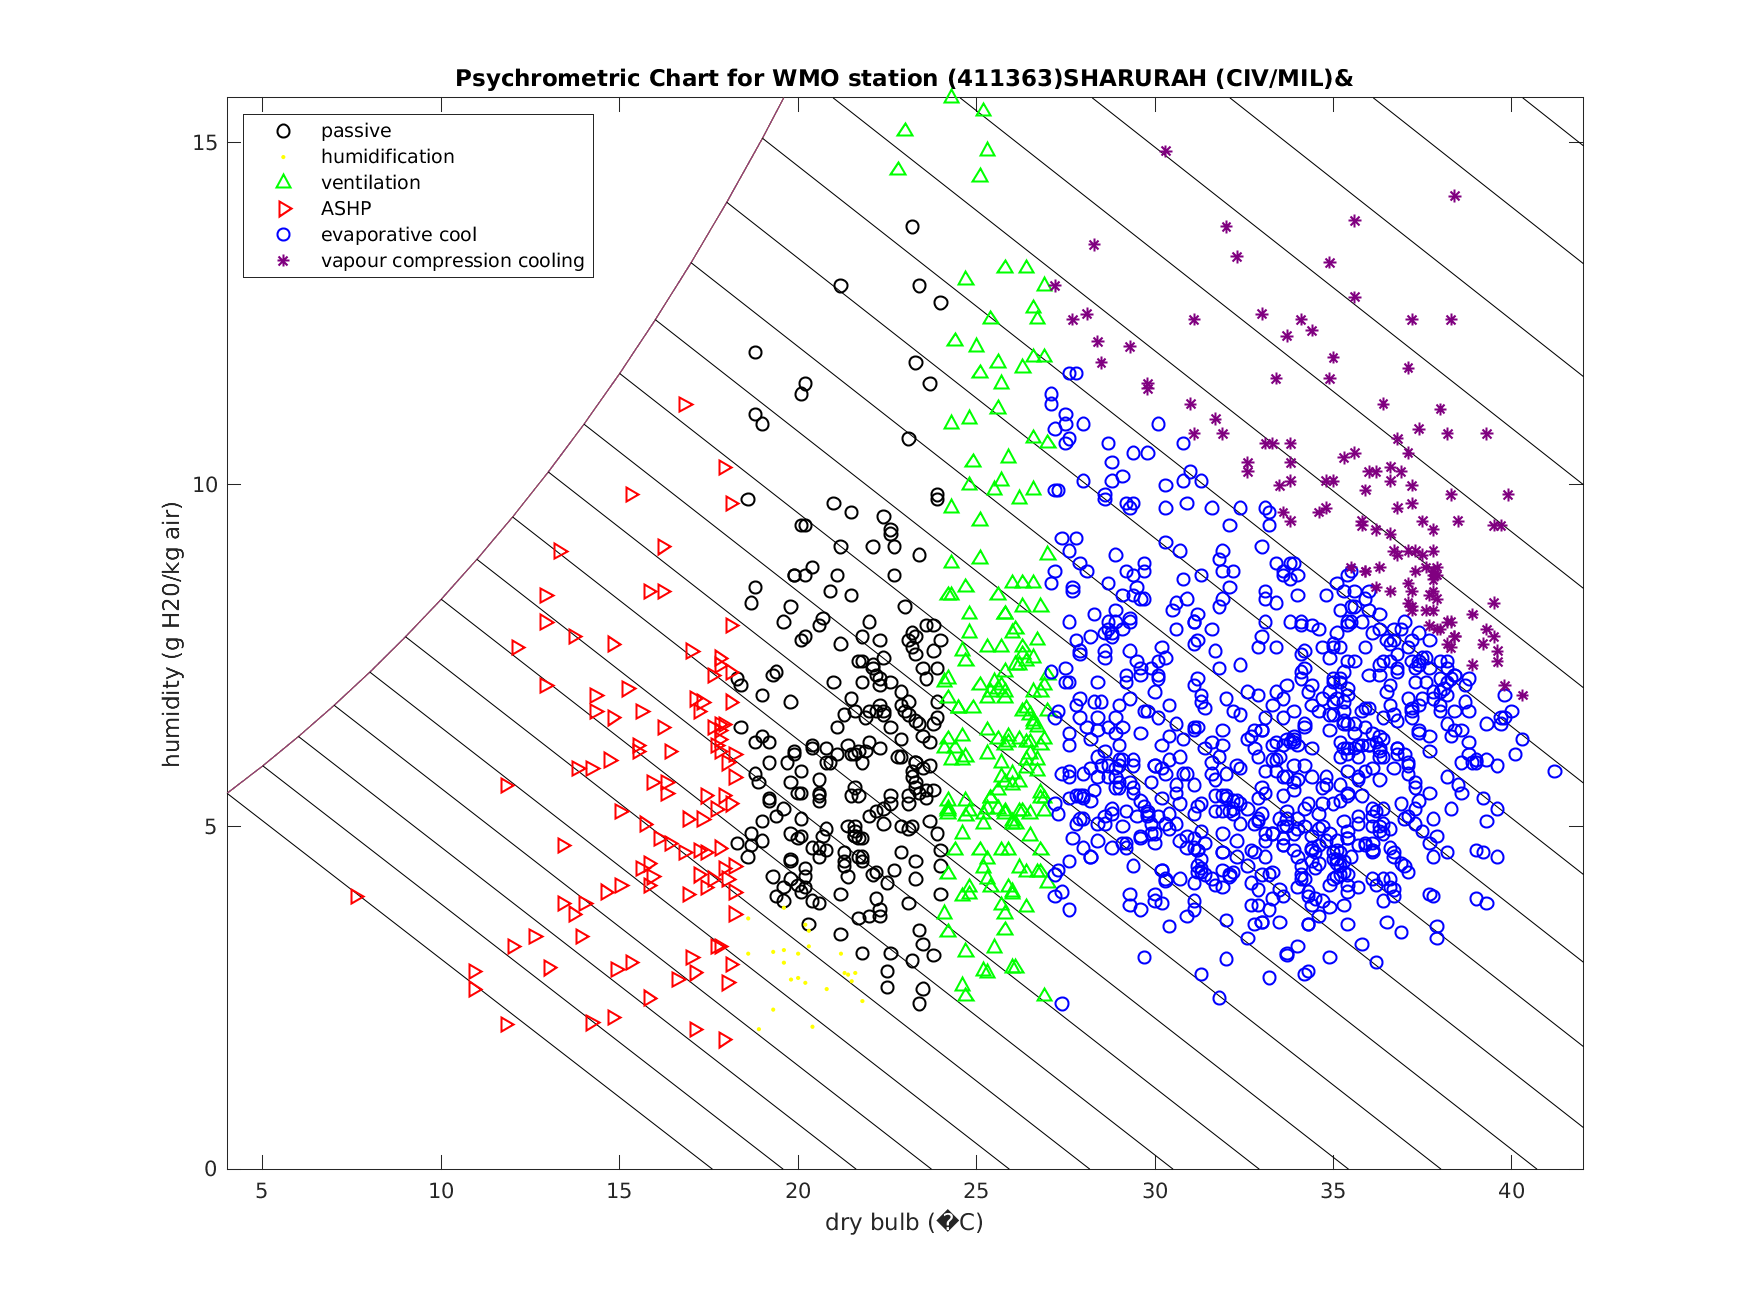 Psychrometric Chart for WMO station (411363)SHARURAH (CIV/MIL)&
passive
humidification
ventilation
ASHP
evaporative cool
vapour compression cooling
15
10
5
0
humidity (g H20/kg air)
5 10 15 20 25 30 35 40
dry bulb (�C)